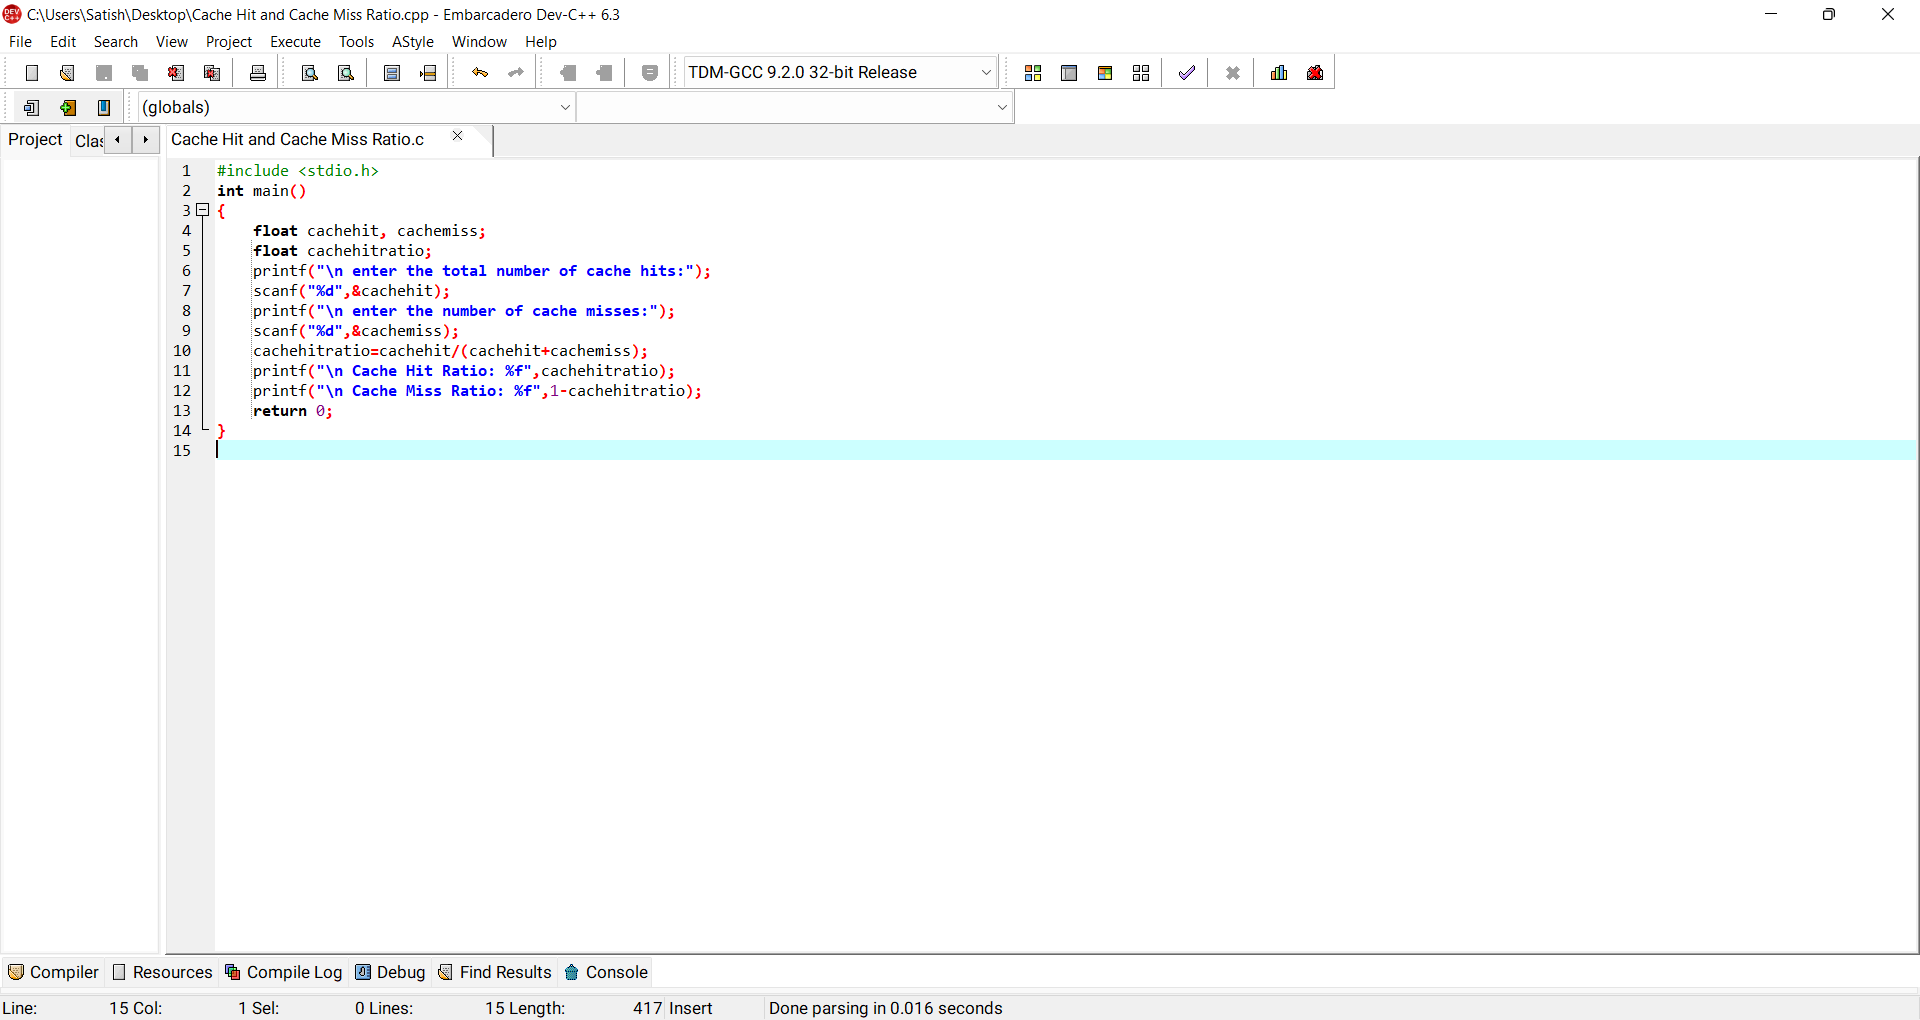 C:\Users\Satish\Desktop\Cache Hit and Cache Miss Ratio.cpp - Embarcadero Dev-C++ 6.3
File Edit Search View Project Execute Tools AStyle Window Help
TDM-GCC 9.2.0 32-bit Release
(globals)
Project Clas Cache Hit and Cache Miss Ratio.c
1 #include <stdio.h>
2 int main()
3 {
4 float cachehit, cachemiss;
5 float cachehitratio;
6 printf("\n enter the total number of cache hits:");
7 scanf("%d",&cachehit);
8 printf("\n enter the number of cache misses:");
9 scanf("%d",&cachemiss);
10 cachehitratio=cachehit/(cachehit+cachemiss);
11 printf("\n Cache Hit Ratio: %f",cachehitratio);
12 printf("\n Cache Miss Ratio: %f",1-cachehitratio);
13 return 0;
14 }
15
Compiler Resources Compile Log Debug Find Results Console
Line: 15 Col: 1 Sel: 0 Lines: 15 Length: 417 Insert Done parsing in 0.016 seconds